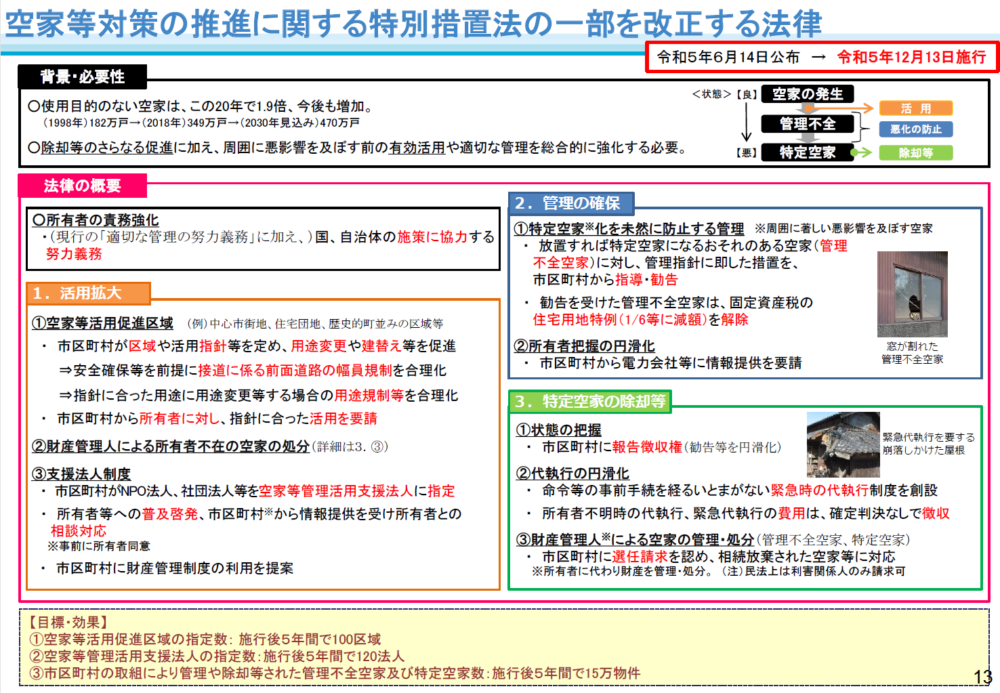 空家等対策の推進に関する特別措置法の一部を改正する法律
令和５年６月14日公布　→　令和５年12月13日施行
背景・必要性
〇使用目的のない空家は、この20年で1.9倍、今後も増加。
（1998年）182万戸→（2018年）349万戸→（2030年見込み）470万戸
〇除却等のさらなる促進に加え、周囲に悪影響を及ぼす前の有効活用や適切な管理を総合的に強化する必要。
＜状態＞【良】
空家の発生
活　用
管理不全
悪化の防止
【悪】
特定空家
除却等
法律の概要
〇所有者の責務強化
・（現行の「適切な管理の努力義務」に加え、）国、自治体の施策に協力する
努力義務
１．活用拡大
①空家等活用促進区域　（例）中心市街地、住宅団地、歴史的町並みの区域等
・ 市区町村が区域や活用指針等を定め、用途変更や建替え等を促進
⇒安全確保等を前提に接道に係る前面道路の幅員規制を合理化
⇒指針に合った用途に用途変更等する場合の用途規制等を合理化
・ 市区町村から所有者に対し、指針に合った活用を要請
②財産管理人による所有者不在の空家の処分（詳細は３．③）
③支援法人制度
・ 市区町村がNPO法人、社団法人等を空家等管理活用支援法人に指定
・ 所有者等への普及啓発、市区町村※から情報提供を受け所有者との
相談対応
※事前に所有者同意
・ 市区町村に財産管理制度の利用を提案
２．管理の確保
①特定空家※化を未然に防止する管理　※周囲に著しい悪影響を及ぼす空家
・ 放置すれば特定空家になるおそれのある空家（管理
不全空家）に対し、管理指針に即した措置を、
市区町村から指導・勧告
・ 勧告を受けた管理不全空家は、固定資産税の
住宅用地特例（1/6等に減額）を解除
窓が割れた
管理不全空家
②所有者把握の円滑化
・ 市区町村から電力会社等に情報提供を要請
３．特定空家の除却等
①状態の把握
・ 市区町村に報告徴収権（勧告等を円滑化）
緊急代執行を要する
崩落しかけた屋根
②代執行の円滑化
・ 命令等の事前手続を経るいとまがない緊急時の代執行制度を創設
・ 所有者不明時の代執行、緊急代執行の費用は、確定判決なしで徴収
③財産管理人※による空家の管理・処分（管理不全空家、特定空家）
・ 市区町村に選任請求を認め、相続放棄された空家等に対応
※所有者に代わり財産を管理・処分。（注）民法上は利害関係人のみ請求可
【目標・効果】
①空家等活用促進区域の指定数： 施行後５年間で100区域
②空家等管理活用支援法人の指定数：施行後５年間で120法人
③市区町村の取組により管理や除却等された管理不全空家及び特定空家数：施行後５年間で15万物件
13